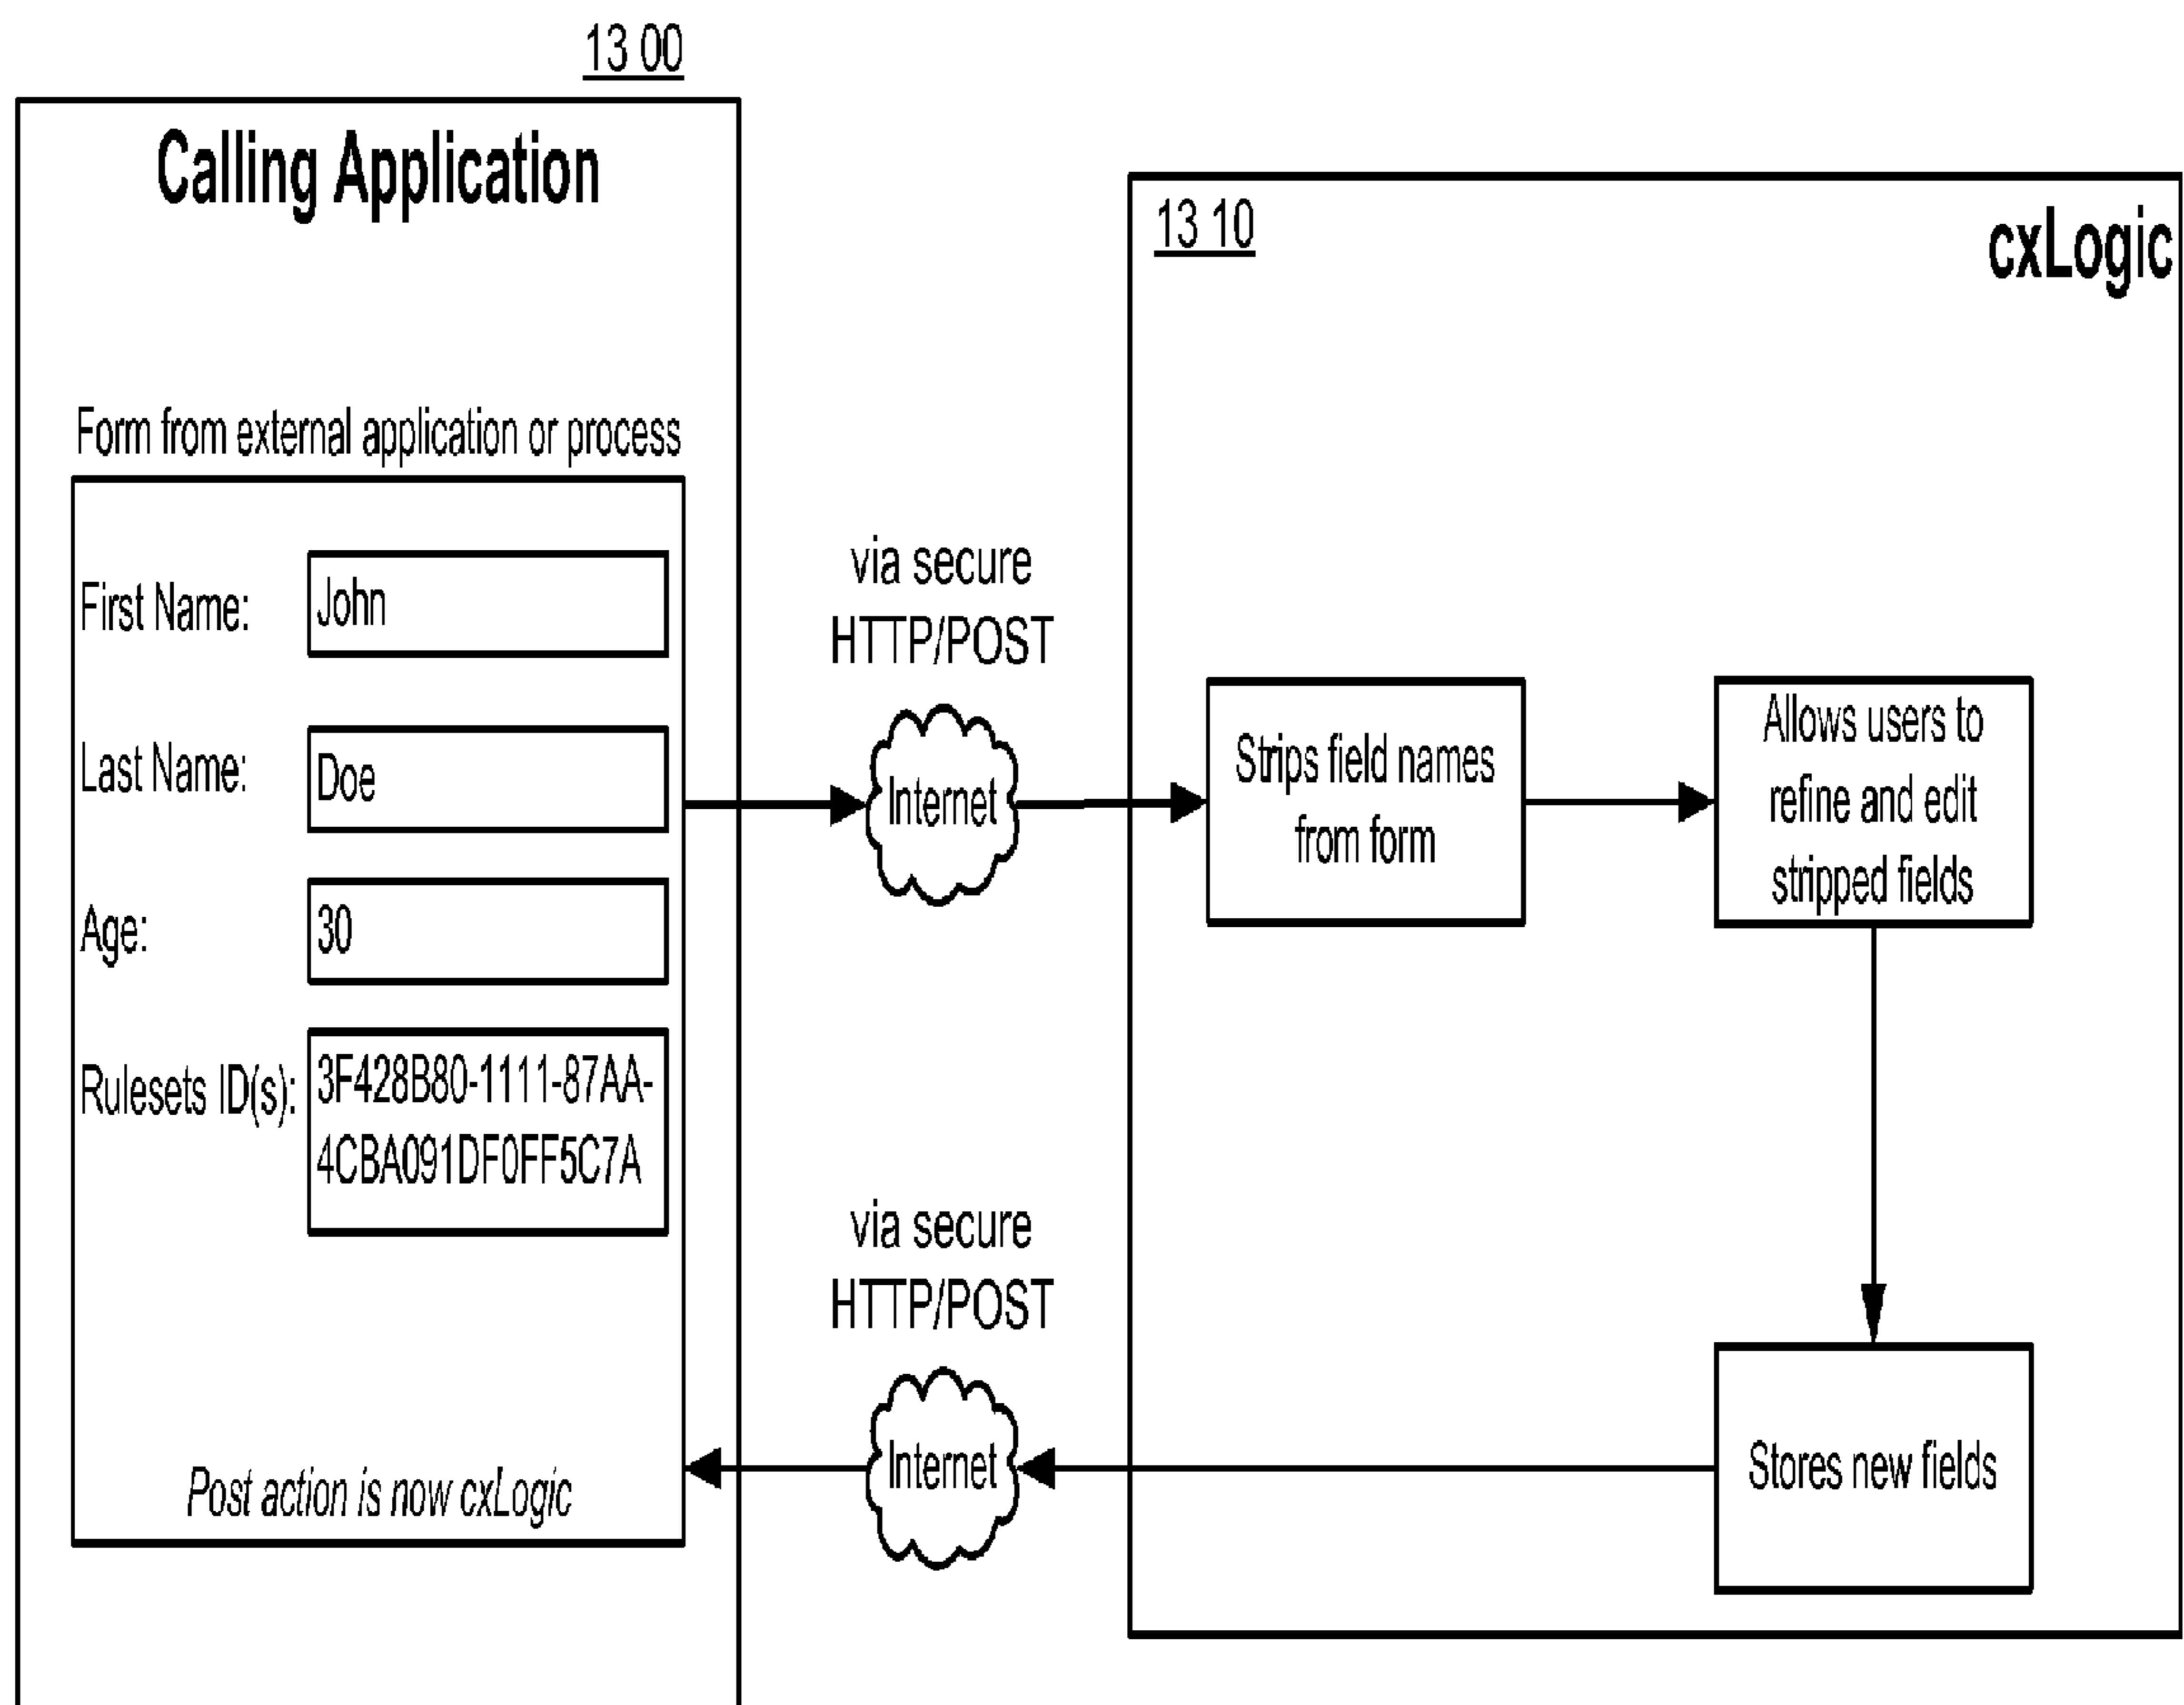 13 00
Calling Application
Form from external application or process
First Name: John
Last Name: Doe
Age: 30
Rulesets ID(s): 3F428B80-1111-87AA-
4CBA091DF0FF5C7A
Post action is now cxLogic
via secure
HTTP/POST
Internet
via secure
HTTP/POST
Internet
13 10
cxLogic
Strips field names
from form
Allows users to
refine and edit
stripped fields
Stores new fields